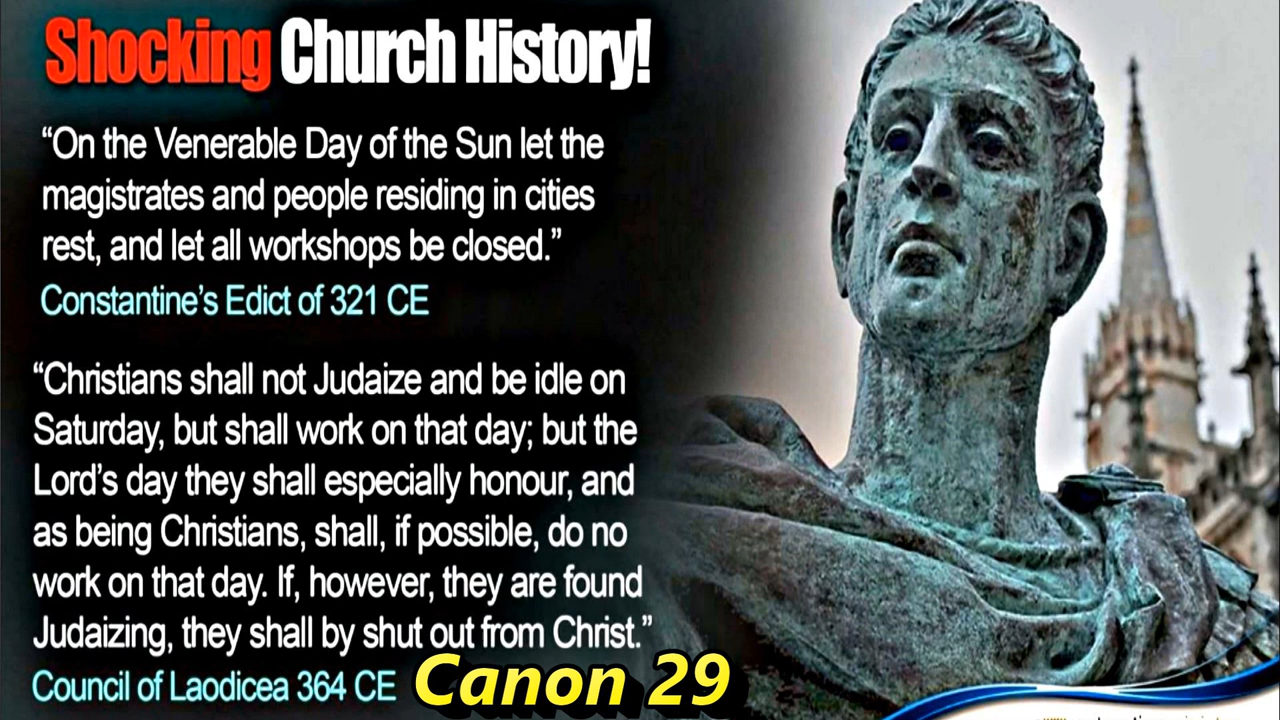 Shocking Church History!
“On the Venerable Day of the Sun let the
magistrates and people residing in cities
rest, and let all workshops be closed.”
Constantine’s Edict of 321 CE
“Christians shall not Judaize and be idle on
Saturday, but shall work on that day; but the
Lord’s day they shall especially honour, and
as being Christians, shall, if possible, do no
work on that day. If, however, they are found
Judaizing, they shall by shut out from Christ.”
Council of Laodicea 364 CE
Canon 29